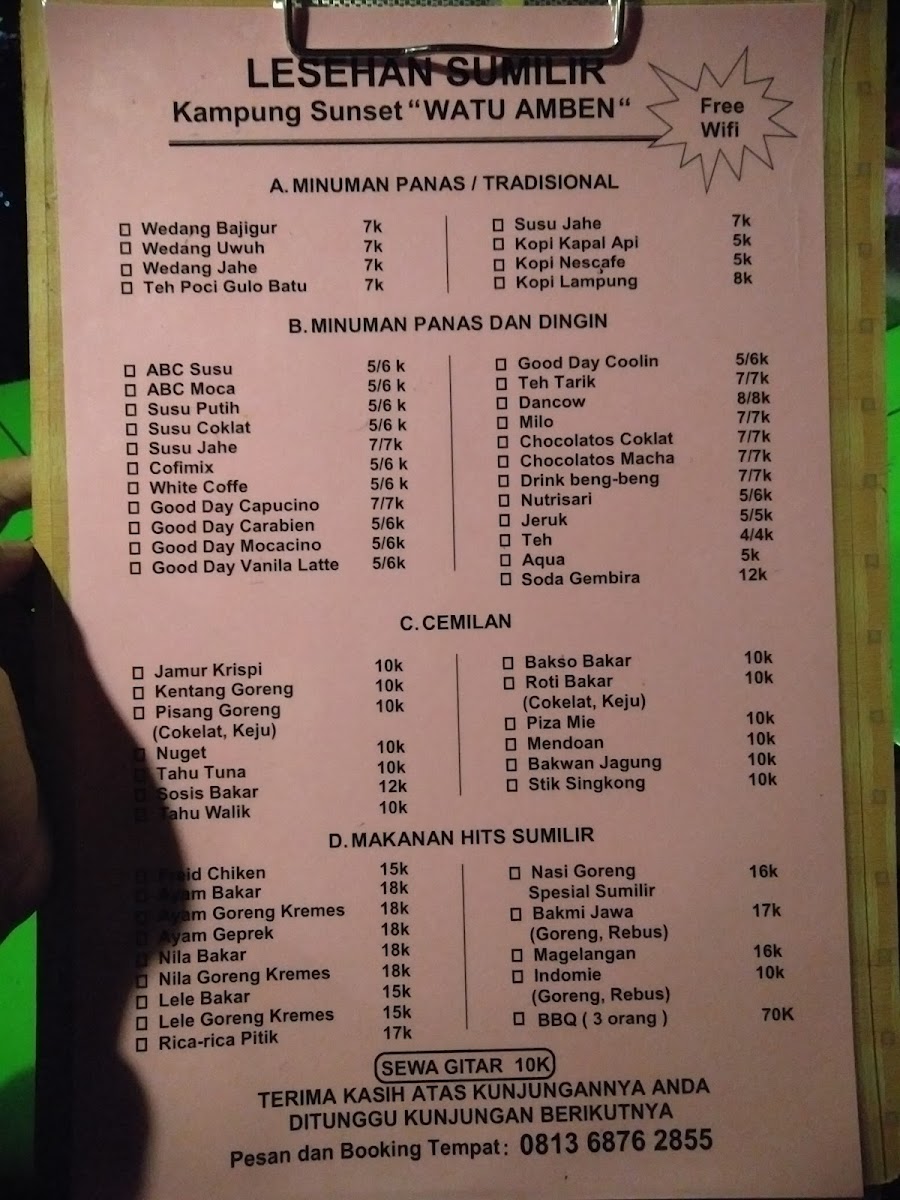 LESEHAN SUMILIR
Kampung Sunset “WATU AMBEN“
Free
Wifi
A. MINUMAN PANAS / TRADISIONAL
Wedang Bajigur 7k
Wedang Uwuh 7k
Wedang Jahe 7k
Teh Poci Gulo Batu 7k
Susu Jahe 7k
Kopi Kapal Api 5k
Kopi Nescafe 5k
Kopi Lampung 8k
B. MINUMAN PANAS DAN DINGIN
ABC Susu 5/6 k
ABC Moca 5/6 k
Susu Putih 5/6 k
Susu Coklat 5/6 k
Susu Jahe 7/7k
Cofimix 5/6 k
White Coffe 5/6 k
Good Day Capucino 7/7k
Good Day Carabien 5/6k
Good Day Mocacino 5/6k
Good Day Vanila Latte 5/6k
Good Day Coolin 5/6k
Teh Tarik 7/7k
Dancow 8/8k
Milo 7/7k
Chocolatos Coklat 7/7k
Chocolatos Macha 7/7k
Drink beng-beng 7/7k
Nutrisari 5/6k
Jeruk 5/5k
Teh 4/4k
Aqua 5k
Soda Gembira 12k
C. CEMILAN
Jamur Krispi 10k
Kentang Goreng 10k
Pisang Goreng 10k
(Cokelat, Keju)
Nuget 10k
Tahu Tuna 10k
Sosis Bakar 12k
Tahu Walik 10k
Bakso Bakar 10k
Roti Bakar 10k
(Cokelat, Keju)
Piza Mie 10k
Mendoan 10k
Bakwan Jagung 10k
Stik Singkong 10k
D. MAKANAN HITS SUMILIR
Freid Chiken 15k
Ayam Bakar 18k
Ayam Goreng Kremes 18k
Ayam Geprek 18k
Nila Bakar 18k
Nila Goreng Kremes 18k
Lele Bakar 15k
Lele Goreng Kremes 15k
Rica-rica Pitik 17k
Nasi Goreng 16k
Spesial Sumilir
Bakmi Jawa 17k
(Goreng, Rebus)
Magelangan 16k
Indomie 10k
(Goreng, Rebus)
BBQ ( 3 orang ) 70K
SEWA GITAR 10K
TERIMA KASIH ATAS KUNJUNGANNYA ANDA
DITUNGGU KUNJUNGAN BERIKUTNYA
Pesan dan Booking Tempat: 0813 6876 2855